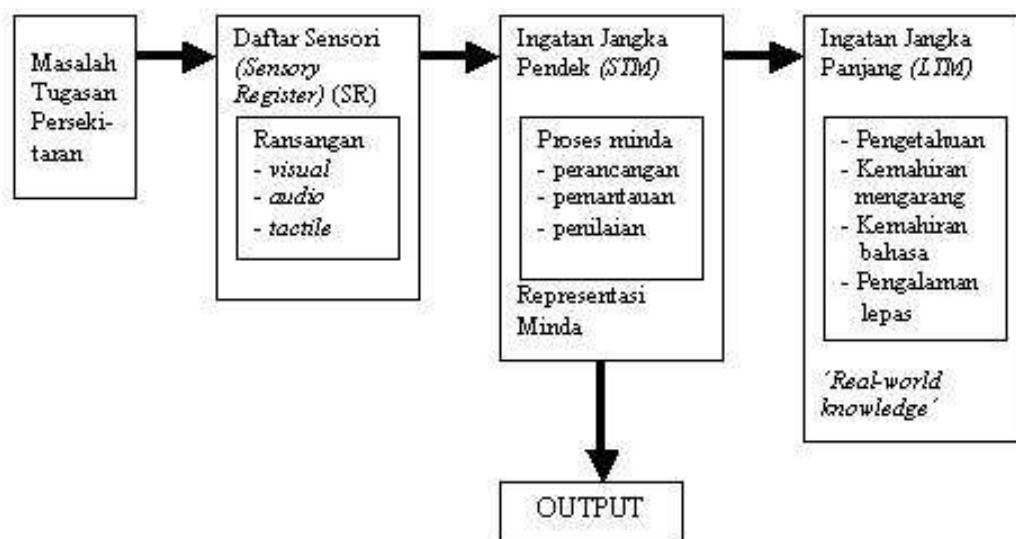 Masalah
Tugasan
Perseki-
taran
Daftar Sensori
(Sensory
Register) (SR)
Ransangan
- visual
- audio
- tactile
Ingatan Jangka
Pendek (STM)
Proses minda
- perancangan
- pemantauan
- penilaian
Representasi
Minda
Ingatan Jangka
Panjang (LTM)
- Pengetahuan
- Kemahiran
mengarang
- Kemahiran
bahasa
- Pengalaman
lepas
´Real-world
knowledge´
OUTPUT